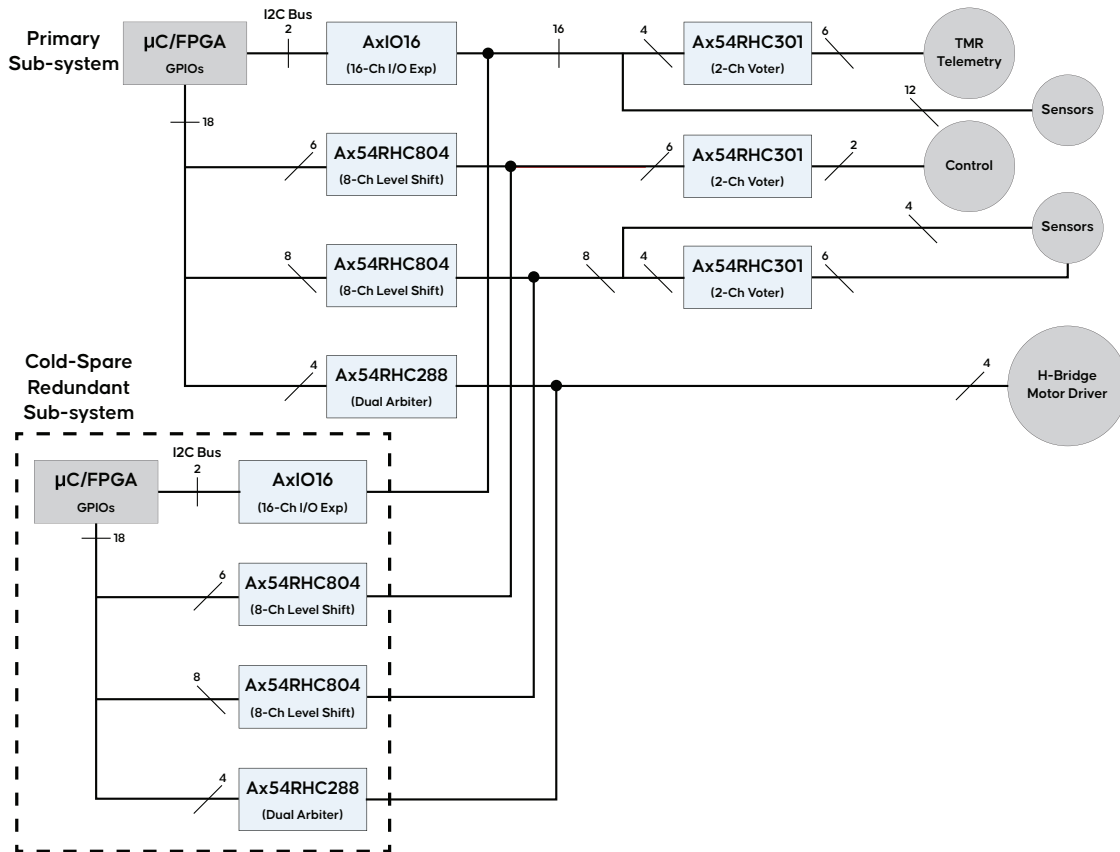 Primary
Sub-system
µC/FPGA
GPIOs
I2C Bus
2
AxIO16
(16-Ch I/O Exp)
16
4
Ax54RHC301
(2-Ch Voter)
6
TMR
Telemetry
12
Sensors
18
6
Ax54RHC804
(8-Ch Level Shift)
6
Ax54RHC301
(2-Ch Voter)
2
Control
4
Sensors
8
Ax54RHC804
(8-Ch Level Shift)
8
4
Ax54RHC301
(2-Ch Voter)
6
4
Ax54RHC288
(Dual Arbiter)
4
H-Bridge
Motor Driver
Cold-Spare
Redundant
Sub-system
µC/FPGA
GPIOs
I2C Bus
2
AxIO16
(16-Ch I/O Exp)
18
6
Ax54RHC804
(8-Ch Level Shift)
8
Ax54RHC804
(8-Ch Level Shift)
4
Ax54RHC288
(Dual Arbiter)